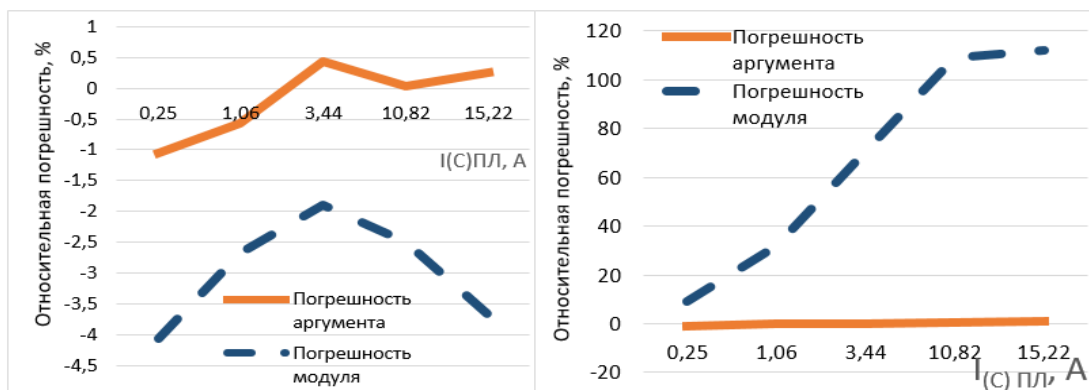 Относительная погрешность, %
1
0,5
0
-0,5
-1
-1,5
-2
-2,5
-3
-3,5
-4
-4,5
0,25 1,06 3,44 10,82 15,22
I(С)ПЛ, А
Погрешность
аргумента
Погрешность
модуля
Относительная погрешность, %
120
100
80
60
40
20
0
-20
Погрешность
аргумента
Погрешность
модуля
0,25 1,06 3,44 10,82 15,22
I(С) ПЛ, А